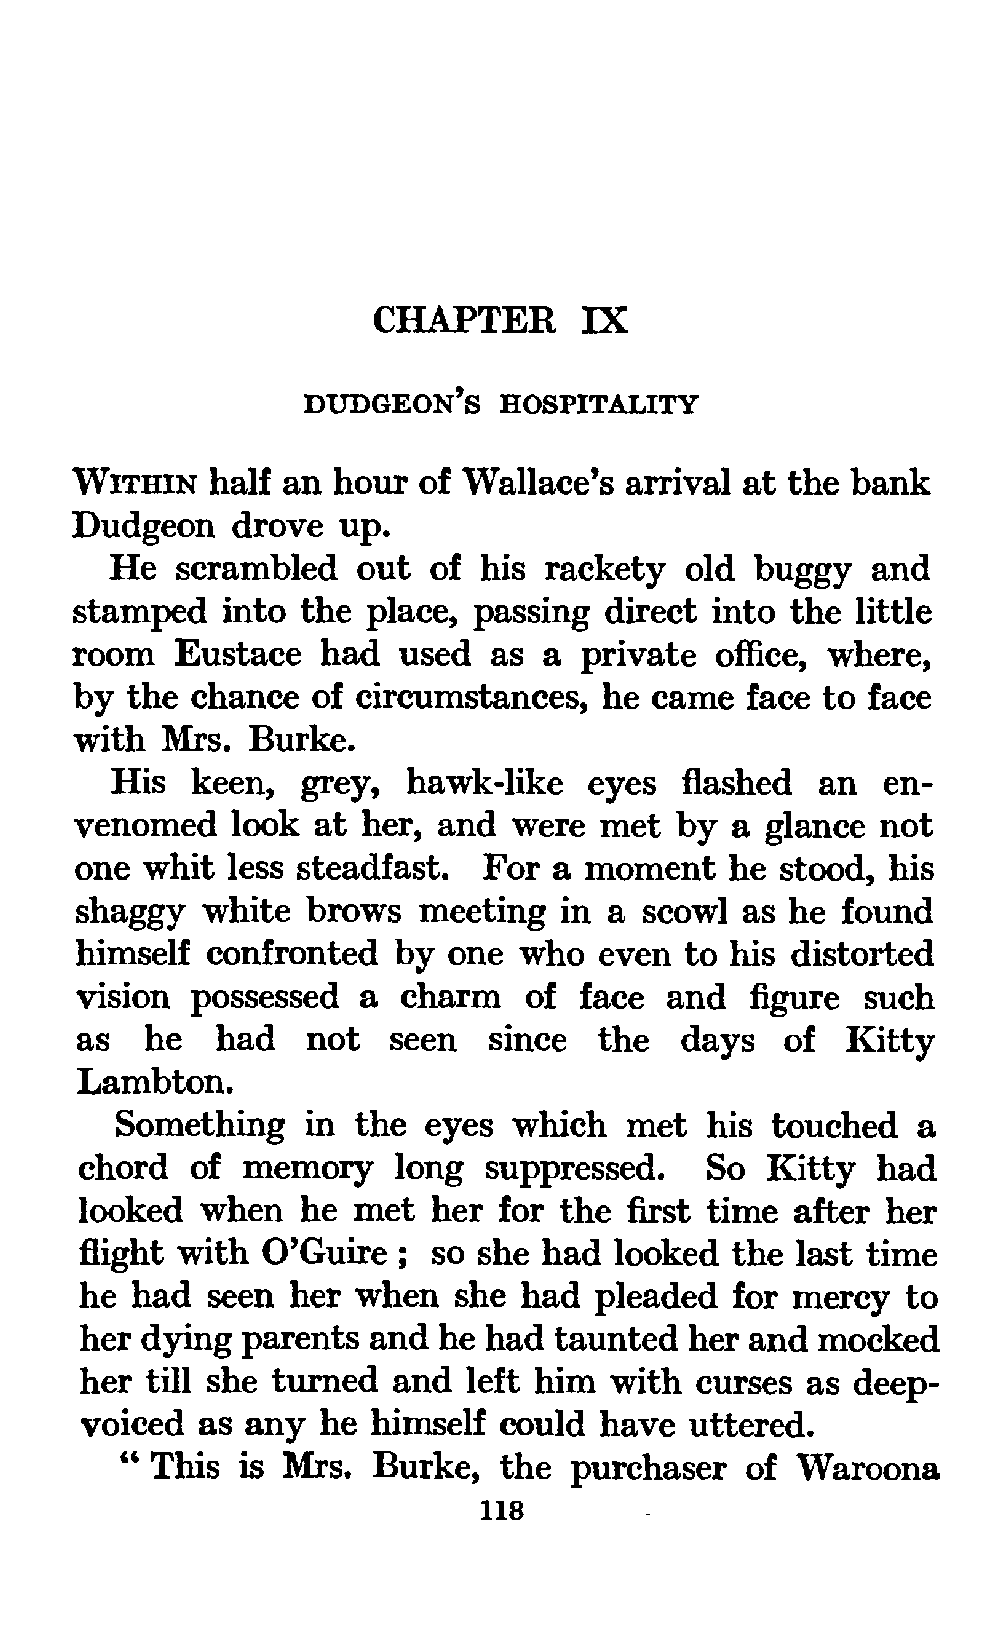 CHAPTER IX
DUDGEON'S HOSPITALITY
WITHIN half an hour of Wallace's arrival at the bank
Dudgeon drove up.
He scrambled out of his rackety old buggy and
stamped into the place, passing direct into the little
room Eustace had used as a private office, where,
by the chance of circumstances, he came face to face
with Mrs. Burke.
His keen, grey, hawk-like eyes flashed an en-
venomed look at her, and were met by a glance not
one whit less steadfast. For a moment he stood, his
shaggy white brows meeting in a scowl as he found
himself confronted by one who even to his distorted
vision possessed a charm of face and figure such
as he had not seen since the days of Kitty
Lambton.
Something in the eyes which met his touched a
chord of memory long suppressed. So Kitty had
looked when he met her for the first time after her
flight with O'Guire ; so she had looked the last time
he had seen her when she had pleaded for mercy to
her dying parents and he had taunted her and mocked
her till she turned and left him with curses as deep-
voiced as any he himself could have uttered.
“ This is Mrs. Burke, the purchaser of Waroona
118